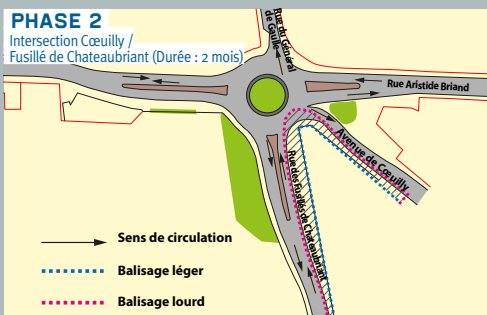 PHASE 2
Intersection Cœuilly /
Fusillé de Chateaubriant (Durée : 2 mois)
Rue du Général
de Gaulle
Rue Aristide Briand
Avenue de Cœuilly
Rue des Fusillés de Chateaubriant
Sens de circulation
Balisage léger
Balisage lourd